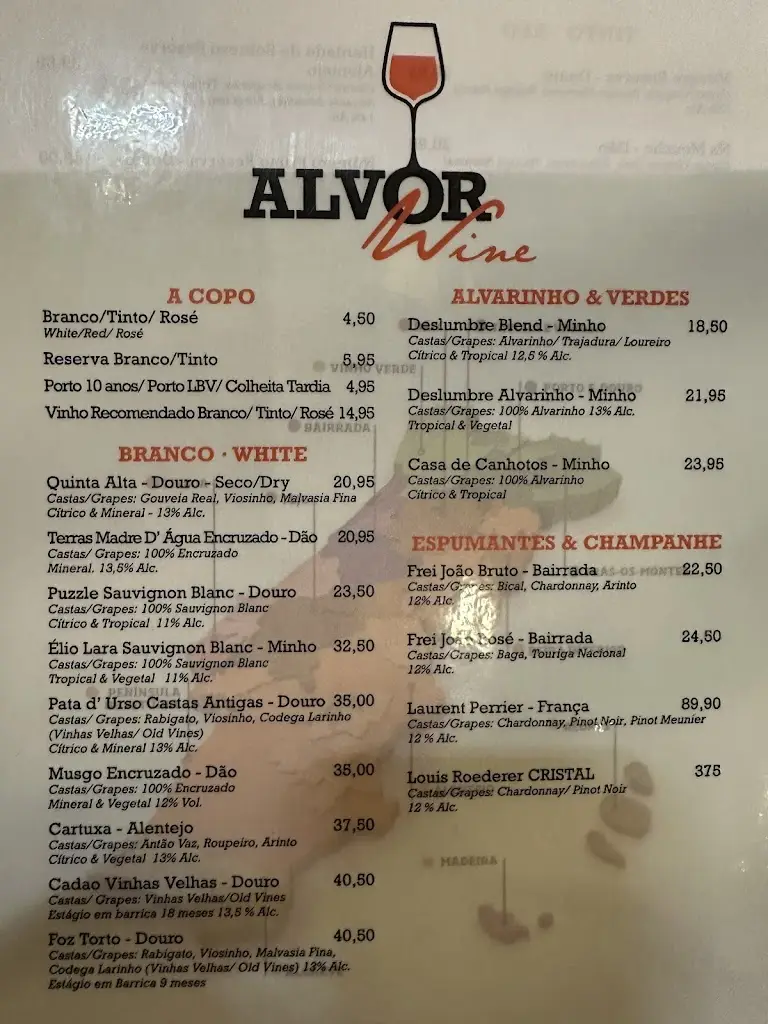 ALVOR
Wine
A COPO
Branco/Tinto/ Rosé 4,50
White/Red/ Rosé
Reserva Branco/Tinto 5,95
Porto 10 anos/ Porto LBV/ Colheita Tardia 4,95
Vinho Recomendado Branco/ Tinto/ Rosé 14,95
BRANCO · WHITE
Quinta Alta - Douro - Seco/Dry 20,95
Castas/Grapes: Gouveia Real, Viosinho, Malvasia Fina
Cítrico & Mineral - 13% Alc.
Terras Madre D' Água Encruzado - Dão 20,95
Castas/ Grapes: 100% Encruzado
Mineral. 13,5% Alc.
Puzzle Sauvignon Blanc - Douro 23,50
Castas/Grapes: 100% Sauvignon Blanc
Cítrico & Tropical 11% Alc.
Élio Lara Sauvignon Blanc - Minho 32,50
Castas/Grapes: 100% Sauvignon Blanc
Tropical & Vegetal 11% Alc.
Pata d' Urso Castas Antigas - Douro 35,00
Castas/ Grapes: Rabigato, Viosinho, Codega Larinho
(Vinhas Velhas/ Old Vines)
Cítrico & Mineral 13% Alc.
Musgo Encruzado - Dão 35,00
Castas/Grapes: 100% Encruzado
Mineral & Vegetal 12% Vol.
Cartuxa - Alentejo 37,50
Castas/Grapes: Antão Vaz, Roupeiro, Arinto
Cítrico & Vegetal 13% Alc.
Cadao Vinhas Velhas - Douro 40,50
Castas/ Grapes: Vinhas Velhas/Old Vines
Estágio em barrica 18 meses 13,5 % Alc.
Foz Torto - Douro 40,50
Castas/Grapes: Rabigato, Viosinho, Malvasia Fina,
Codega Larinho (Vinhas Velhas/ Old Vines) 13% Alc.
Estágio em Barrica 9 meses
ALVARINHO & VERDES
Deslumbre Blend - Minho 18,50
Castas/Grapes: Alvarinho/ Trajadura/ Loureiro
Cítrico & Tropical 12,5 % Alc.
Deslumbre Alvarinho - Minho 21,95
Castas/Grapes: 100% Alvarinho 13% Alc.
Tropical & Vegetal
Casa de Canhotos - Minho 23,95
Castas/Grapes: 100% Alvarinho
Cítrico & Tropical
ESPUMANTES & CHAMPANHE
Frei João Bruto - Bairrada 22,50
Castas/Grapes: Bical, Chardonnay, Arinto
12% Alc.
Frei João Rosé - Bairrada 24,50
Castas/Grapes: Baga, Touriga Nacional
12% Alc.
Laurent Perrier - França 89,90
Castas/Grapes: Chardonnay, Pinot Noir, Pinot Meunier
12 % Alc.
Louis Roederer CRISTAL 375
Castas/Grapes: Chardonnay/ Pinot Noir
12 % Alc.
VINHO VERDE
PORTO E DOURO
BAIRRADA
PENÍNSULA
MADEIRA